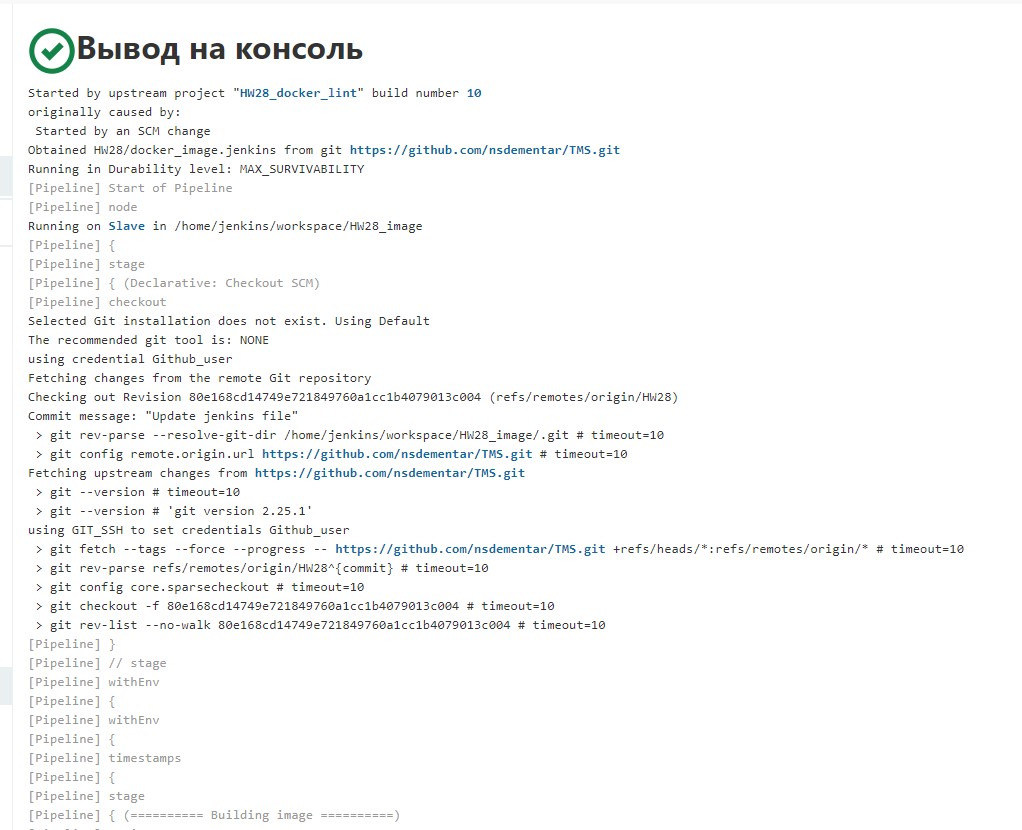 Вывод на консоль
Started by upstream project "HW28_docker_lint" build number 10
originally caused by:
Started by an SCM change
Obtained HW28/docker_image.jenkins from git https://github.com/nsdementar/TMS.git
Running in Durability level: MAX_SURVIVABILITY
[Pipeline] Start of Pipeline
[Pipeline] node
Running on Slave in /home/jenkins/workspace/HW28_image
[Pipeline] {
[Pipeline] stage
[Pipeline] { (Declarative: Checkout SCM)
[Pipeline] checkout
Selected Git installation does not exist. Using Default
The recommended git tool is: NONE
using credential Github_user
Fetching changes from the remote Git repository
Checking out Revision 80e168cd14749e721849760a1cc1b4079013c004 (refs/remotes/origin/HW28)
Commit message: "Update jenkins file"
> git rev-parse --resolve-git-dir /home/jenkins/workspace/HW28_image/.git # timeout=10
> git config remote.origin.url https://github.com/nsdementar/TMS.git # timeout=10
Fetching upstream changes from https://github.com/nsdementar/TMS.git
> git --version # timeout=10
> git --version # 'git version 2.25.1'
using GIT_SSH to set credentials Github_user
> git fetch --tags --force --progress -- https://github.com/nsdementar/TMS.git +refs/heads/*:refs/remotes/origin/* # timeout=10
> git rev-parse refs/remotes/origin/HW28^{commit} # timeout=10
> git config core.sparsecheckout # timeout=10
> git checkout -f 80e168cd14749e721849760a1cc1b4079013c004 # timeout=10
> git rev-list --no-walk 80e168cd14749e721849760a1cc1b4079013c004 # timeout=10
[Pipeline] }
[Pipeline] // stage
[Pipeline] withEnv
[Pipeline] {
[Pipeline] withEnv
[Pipeline] {
[Pipeline] timestamps
[Pipeline] {
[Pipeline] stage
[Pipeline] { (========== Building image ==========)